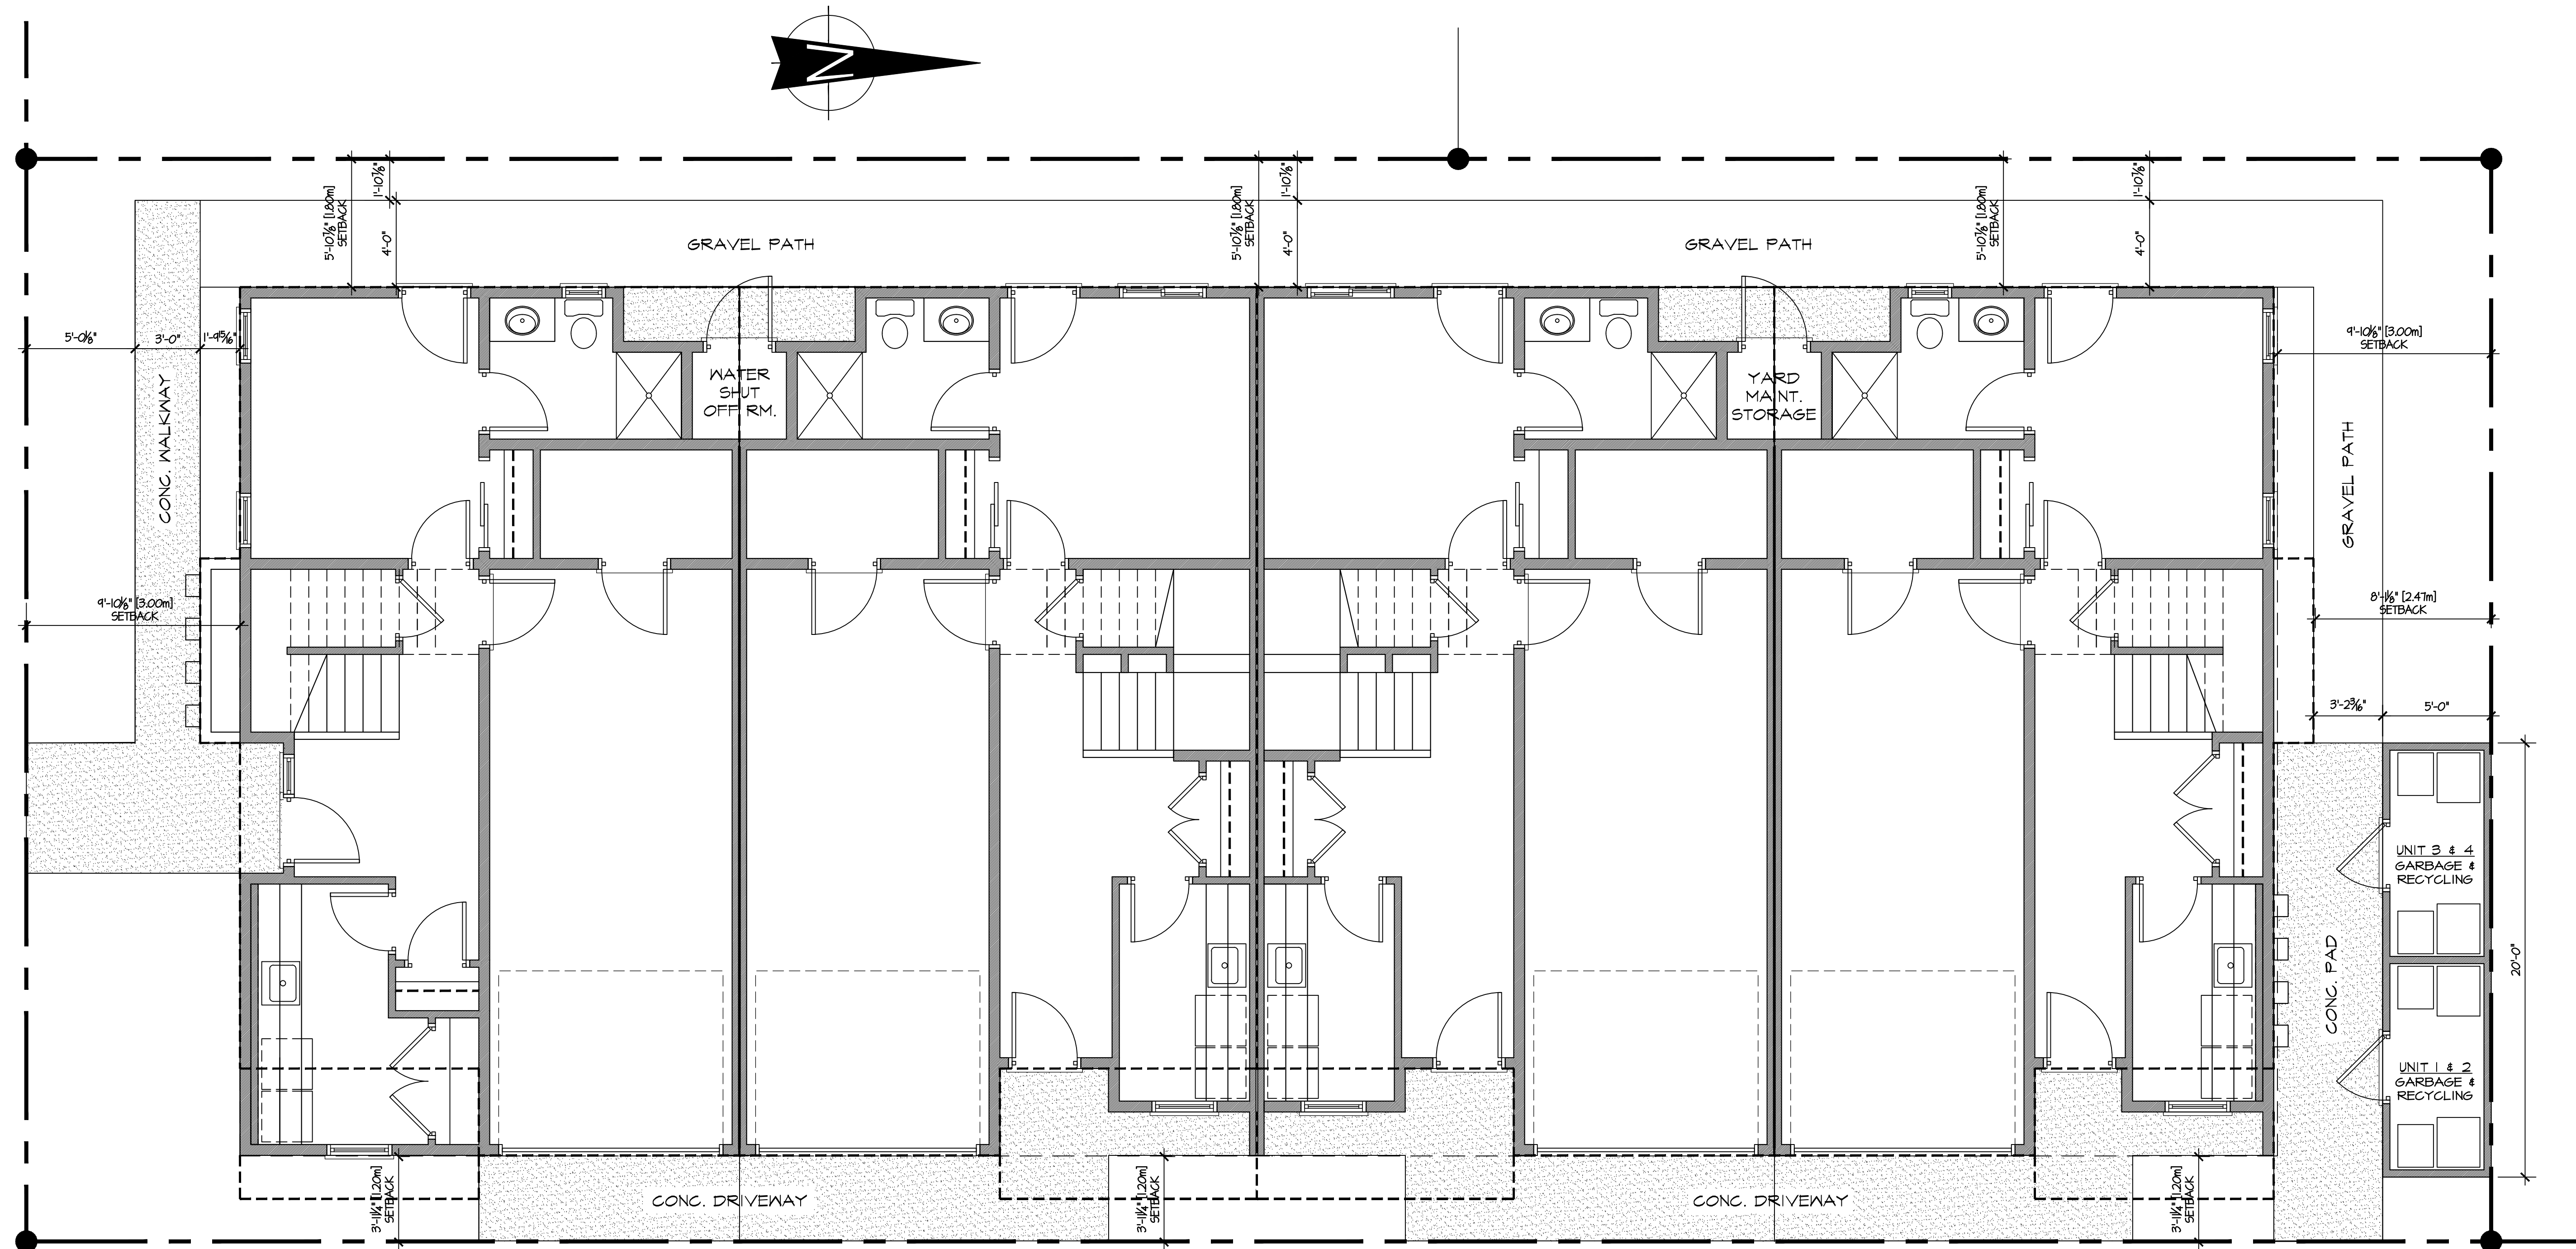 N
1'-10⅞"
1'-10⅞"
1'-10⅞"
5'-10⅞" [1.80m]
SETBACK
4'-0"
5'-10⅞" [1.80m]
SETBACK
4'-0"
5'-10⅞" [1.80m]
SETBACK
4'-0"
GRAVEL PATH
GRAVEL PATH
5'-0⅛"
3'-0"
1'-9 15/16"
9'-10⅛" [3.00m]
SETBACK
CONC. WALKWAY
WATER
SHUT
OFF RM.
YARD
MAINT.
STORAGE
GRAVEL PATH
9'-10⅛" [3.00m]
SETBACK
8'-1⅛" [2.47m]
SETBACK
3'-2 3/16"
5'-0"
UNIT 3 & 4
GARBAGE &
RECYCLING
CONC. PAD
20'-0"
UNIT 1 & 2
GARBAGE &
RECYCLING
3'-11¼" [1.20m]
SETBACK
CONC. DRIVEWAY
3'-11¼" [1.20m]
SETBACK
CONC. DRIVEWAY
3'-11¼" [1.20m]
SETBACK